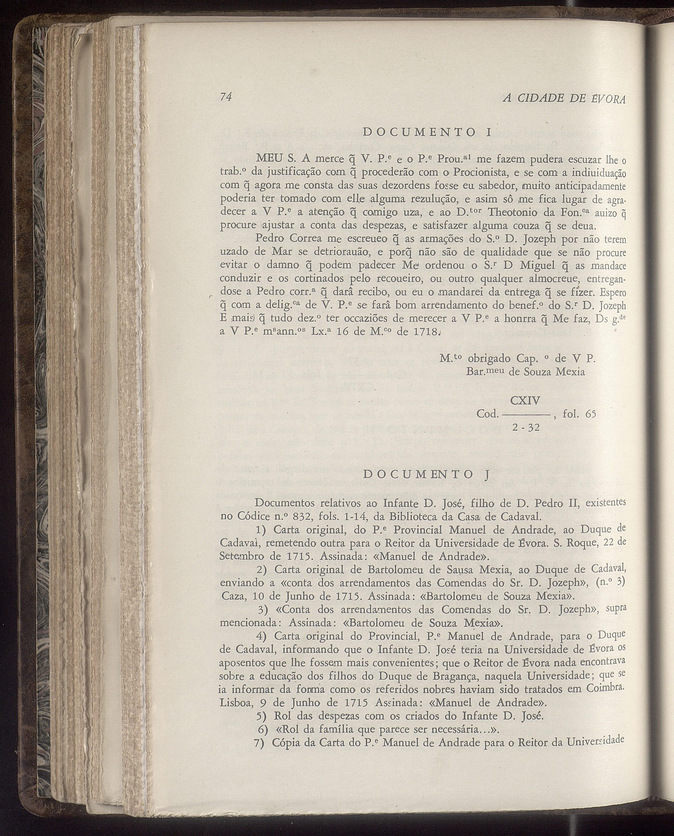 74
A CIDADE DE ÉVORA
DOCUMENTO I
MEU S. A merce q̃ V. P.ᵉ e o P.ᵉ Prou.ᵃˡ me fazem pudera escuzar lhe o
trab.º da justificação com q̃ procederão com o Procionista, e se com a indiuiduação
com q̃ agora me consta das suas dezordens fosse eu sabedor, muito anticipadamente
poderia ter tomado com elle alguma rezulução, e asim só me fica lugar de agra-
decer a V P.ᵉ a atenção q̃ comigo uza, e ao D.ᵗᵒʳ Theotonio da Fon.ᶜᵃ auizo q̃
procure ajustar a conta das despezas, e satisfazer alguma couza q̃ se deua.
Pedro Correa me escreueo q̃ as armações do S.º D. Jozeph por não terem
uzado de Mar se detriorauão, e porq̃ não são de qualidade que se não procure
evitar o damno q̃ podem padecer Me ordenou o S.ʳ D Miguel q̃ as mandace
conduzir e os cortinados pelo recoueiro, ou outro qualquer almocreue, entregan-
dose a Pedro corr.ᵃ q̃ dará recibo, ou eu o mandarei da entrega q̃ se fizer. Espero
q̃ com a delig.ᶜᵃ de V. P.ᵉ se fará bom arrendamento do benef.º do S.ʳ D. Jozeph
E mais q̃ tudo dez.º ter occaziões de merecer a V P.ᵉ a honrra q̃ Me faz, Ds g.ᵈᵉ
a V P.ᵉ mˢann.ᵒˢ Lx.ᵃ 16 de M.ᶜᵒ de 1718.
M.ᵗᵒ obrigado Cap. º de V P.
Bar.ᵐᵉᵘ de Souza Mexia
CXIV
Cod. ———, fol. 65
2 - 32
DOCUMENTO J
Documentos relativos ao Infante D. José, filho de D. Pedro II, existentes
no Códice n.º 832, fols. 1-14, da Biblioteca da Casa de Cadaval.
1) Carta original, do P.ᵉ Provincial Manuel de Andrade, ao Duque de
Cadaval, remetendo outra para o Reitor da Universidade de Évora. S. Roque, 22 de
Setembro de 1715. Assinada: «Manuel de Andrade».
2) Carta original de Bartolomeu de Sausa Mexia, ao Duque de Cadaval,
enviando a «conta dos arrendamentos das Comendas do Sr. D. Jozeph», (n.º 3)
Caza, 10 de Junho de 1715. Assinada: «Bartolomeu de Souza Mexia».
3) «Conta dos arrendamentos das Comendas do Sr. D. Jozeph», supra
mencionada: Assinada: «Bartolomeu de Souza Mexia».
4) Carta original do Provincial, P.ᵉ Manuel de Andrade, para o Duque
de Cadaval, informando que o Infante D. José teria na Universidade de Évora os
aposentos que lhe fossem mais convenientes; que o Reitor de Évora nada encontrava
sobre a educação dos filhos do Duque de Bragança, naquela Universidade; que se
ia informar da forma como os referidos nobres haviam sido tratados em Coimbra.
Lisboa, 9 de Junho de 1715 Assinada: «Manuel de Andrade».
5) Rol das despezas com os criados do Infante D. José.
6) «Rol da família que parece ser necessária...».
7) Cópia da Carta do P.ᵉ Manuel de Andrade para o Reitor da Universidade